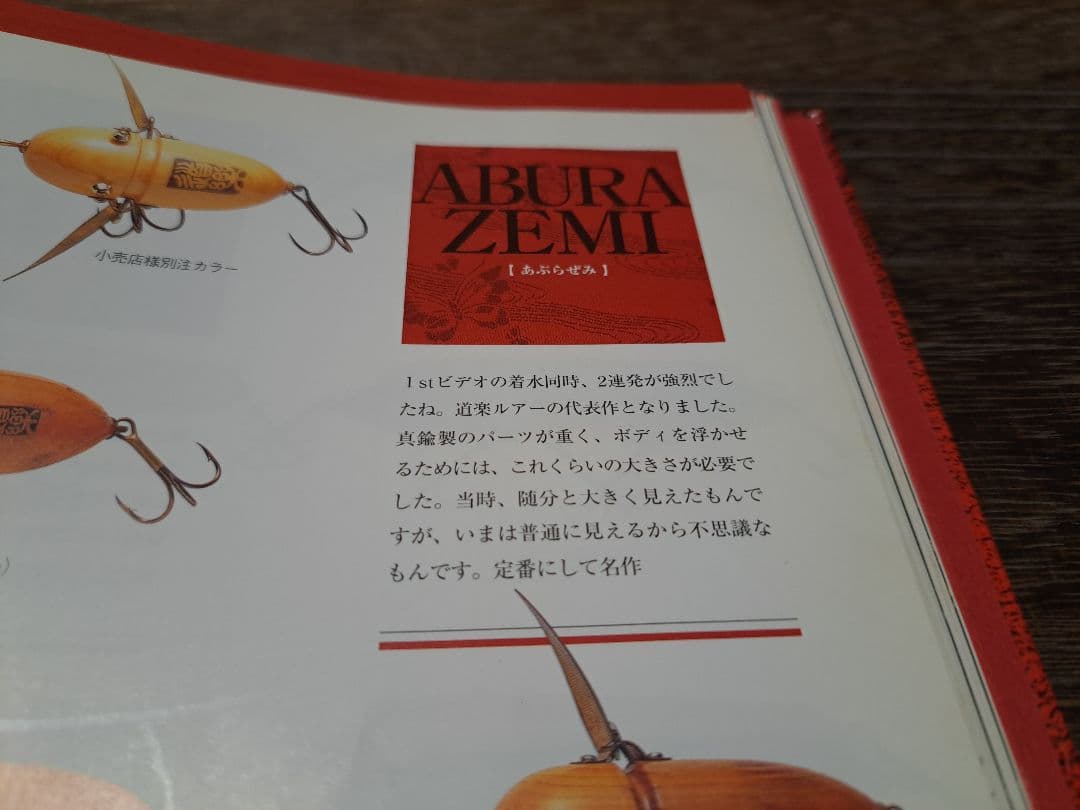 小売店様別注カラー
ABURA
ZEMI
【あぶらぜみ】
1stビデオの着水同時、2連発が強烈でし
たね。道楽ルアーの代表作となりました。
真鍮製のパーツが重く、ボディを浮かせ
るためには、これくらいの大きさが必要で
した。当時、随分と大きく見えたもんで
すが、いまは普通に見えるから不思議な
もんです。定番にして名作